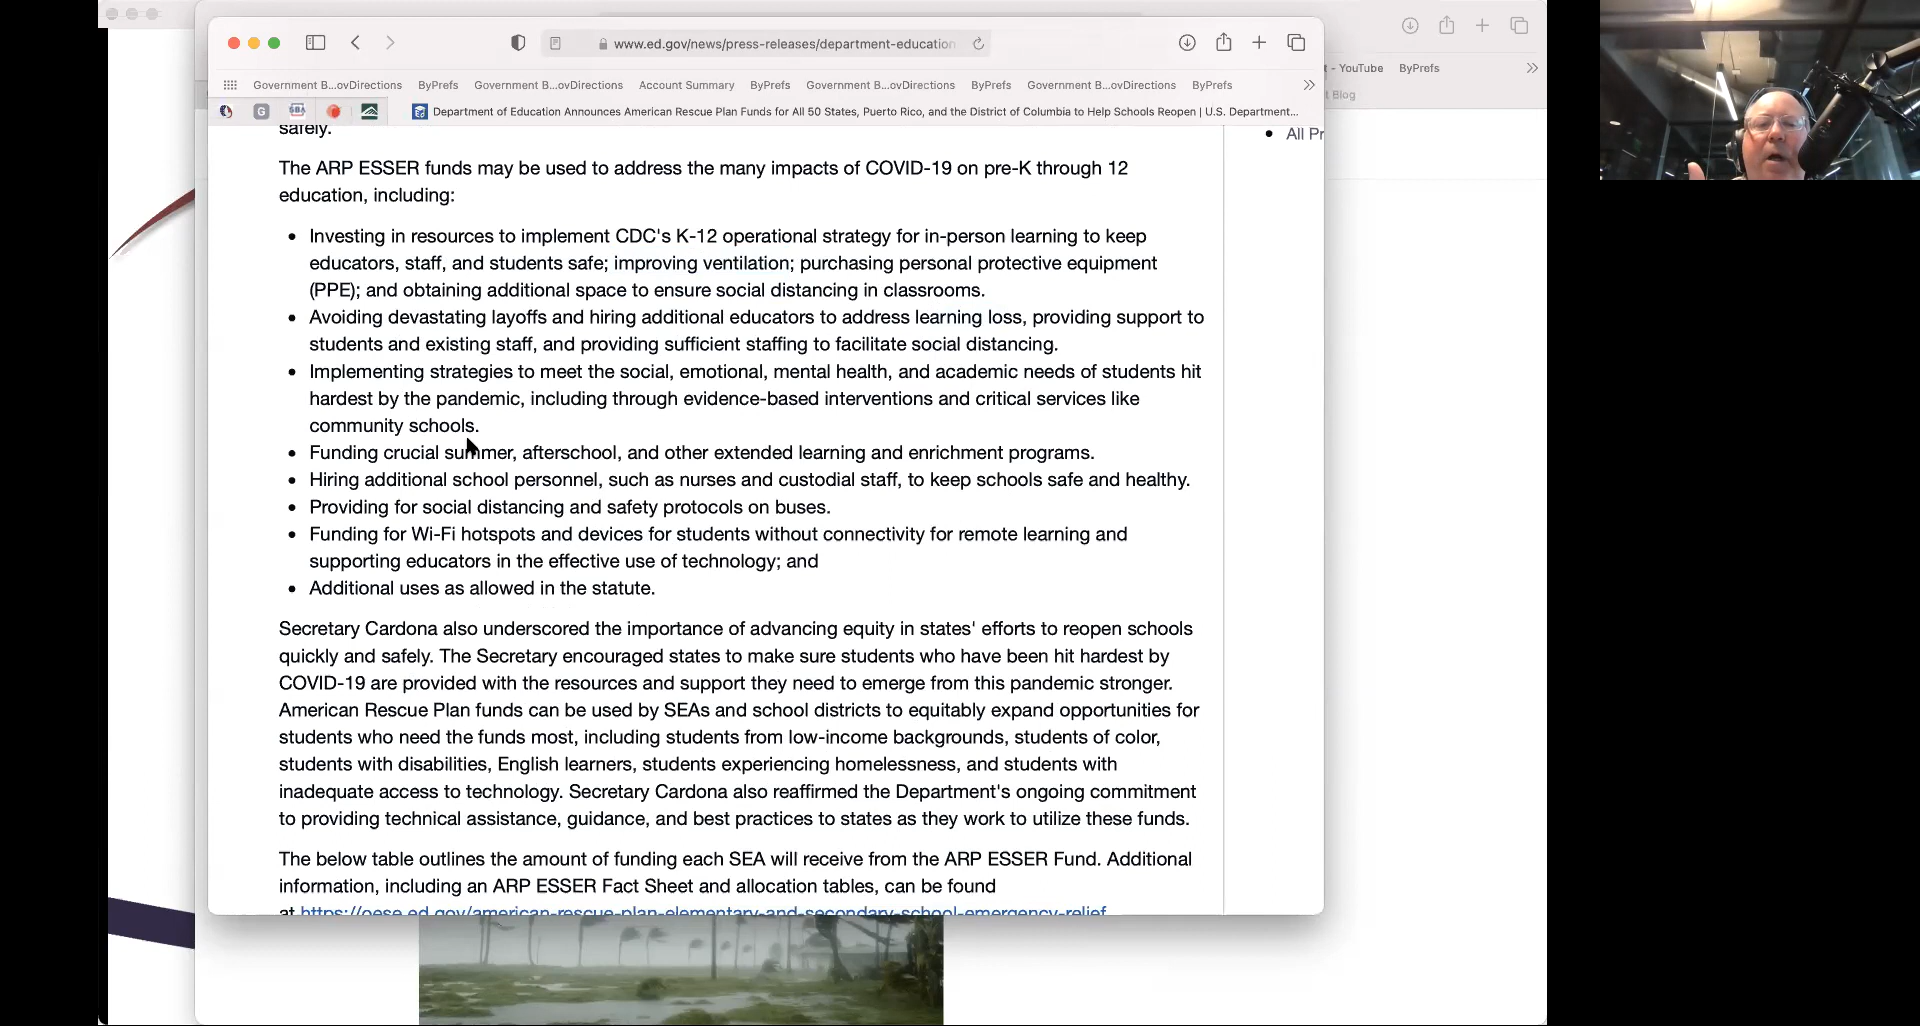 www.ed.gov/news/press-releases/department-education
Government B...ovDirections ByPrefs Government B...ovDirections Account Summary ByPrefs Government B...ovDirections ByPrefs Government B...ovDirections ByPrefs
t - YouTube ByPrefs
t Blog
G SBA Department of Education Announces American Rescue Plan Funds for All 50 States, Puerto Rico, and the District of Columbia to Help Schools Reopen | U.S. Department...
safely.
• All Pr
The ARP ESSER funds may be used to address the many impacts of COVID-19 on pre-K through 12
education, including:
• Investing in resources to implement CDC's K-12 operational strategy for in-person learning to keep
educators, staff, and students safe; improving ventilation; purchasing personal protective equipment
(PPE); and obtaining additional space to ensure social distancing in classrooms.
• Avoiding devastating layoffs and hiring additional educators to address learning loss, providing support to
students and existing staff, and providing sufficient staffing to facilitate social distancing.
• Implementing strategies to meet the social, emotional, mental health, and academic needs of students hit
hardest by the pandemic, including through evidence-based interventions and critical services like
community schools.
• Funding crucial summer, afterschool, and other extended learning and enrichment programs.
• Hiring additional school personnel, such as nurses and custodial staff, to keep schools safe and healthy.
• Providing for social distancing and safety protocols on buses.
• Funding for Wi-Fi hotspots and devices for students without connectivity for remote learning and
supporting educators in the effective use of technology; and
• Additional uses as allowed in the statute.
Secretary Cardona also underscored the importance of advancing equity in states' efforts to reopen schools
quickly and safely. The Secretary encouraged states to make sure students who have been hit hardest by
COVID-19 are provided with the resources and support they need to emerge from this pandemic stronger.
American Rescue Plan funds can be used by SEAs and school districts to equitably expand opportunities for
students who need the funds most, including students from low-income backgrounds, students of color,
students with disabilities, English learners, students experiencing homelessness, and students with
inadequate access to technology. Secretary Cardona also reaffirmed the Department's ongoing commitment
to providing technical assistance, guidance, and best practices to states as they work to utilize these funds.
The below table outlines the amount of funding each SEA will receive from the ARP ESSER Fund. Additional
information, including an ARP ESSER Fact Sheet and allocation tables, can be found
at https://oese.ed.gov/american-rescue-plan-elementary-and-secondary-school-emergency-relief